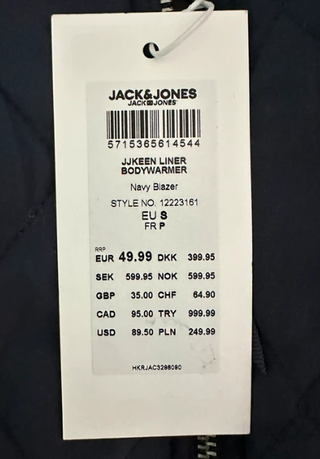 JACK&JONES
JACK&JONES
5715365614544
JJKEEN LINER
BODYWARMER
Navy Blazer
STYLE NO. 12223161
EU S
FR P
RRP
EUR 49.99 DKK 399.95
SEK 599.95 NOK 599.95
GBP 35.00 CHF 64.90
CAD 95.00 TRY 999.99
USD 89.50 PLN 249.99
HKRJAC3298090